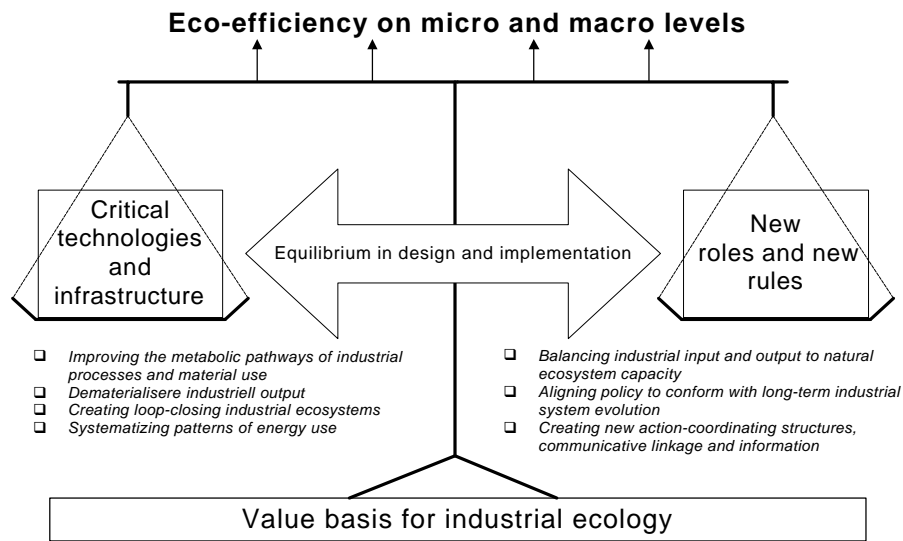 Eco-efficiency on micro and macro levels
Critical
technologies
and
infrastructure
Equilibrium in design and implementation
New
roles and new
rules
❑ Improving the metabolic pathways of industrial
processes and material use
❑ Dematerialisere industriell output
❑ Creating loop-closing industrial ecosystems
❑ Systematizing patterns of energy use
❑ Balancing industrial input and output to natural
ecosystem capacity
❑ Aligning policy to conform with long-term industrial
system evolution
❑ Creating new action-coordinating structures,
communicative linkage and information
Value basis for industrial ecology